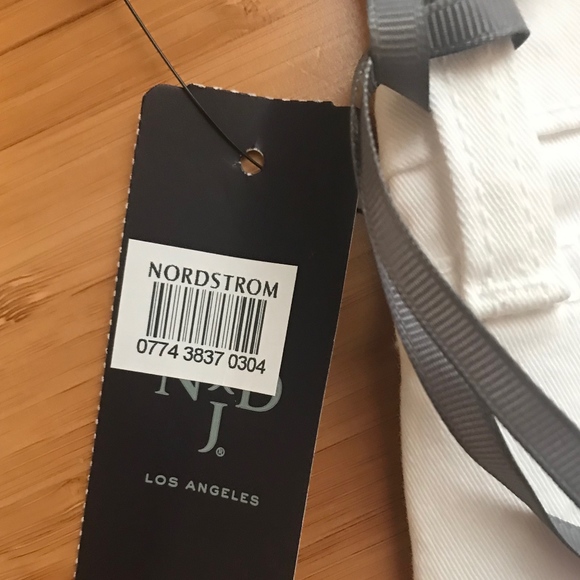 NORDSTROM
0774 3837 0304
N D
J®
LOS ANGELES